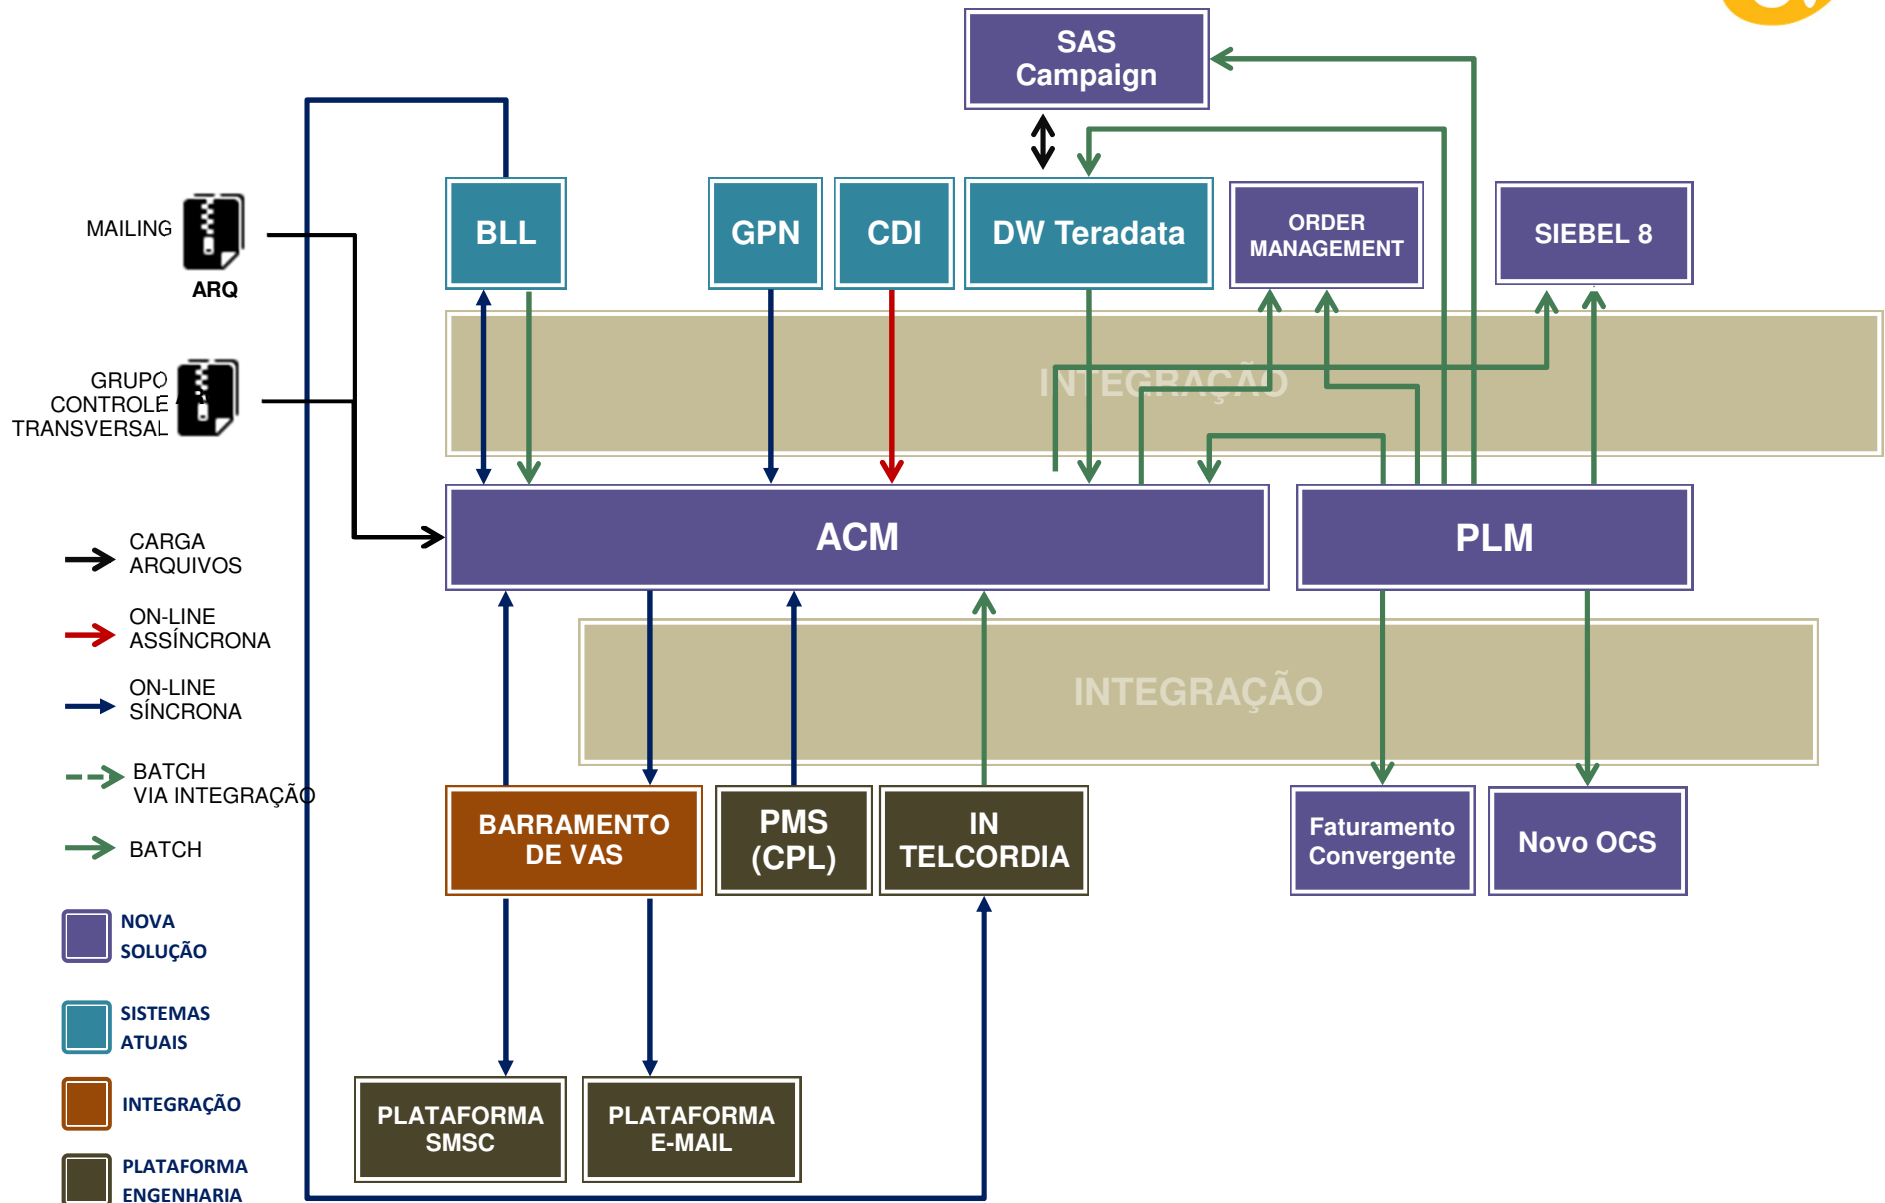 SAS
Campaign
MAILING
ARQ
BLL
GPN
CDI
DW Teradata
ORDER
MANAGEMENT
SIEBEL 8
INTEGRAÇÃO
GRUPO
CONTROLE
TRANSVERSAL
ACM
PLM
CARGA
ARQUIVOS
ON-LINE
ASSÍNCRONA
ON-LINE
SÍNCRONA
BATCH
VIA INTEGRAÇÃO
BATCH
INTEGRAÇÃO
BARRAMENTO
DE VAS
PMS
(CPL)
IN
TELCORDIA
Faturamento
Convergente
Novo OCS
NOVA
SOLUÇÃO
SISTEMAS
ATUAIS
INTEGRAÇÃO
PLATAFORMA
ENGENHARIA
PLATAFORMA
SMSC
PLATAFORMA
E-MAIL